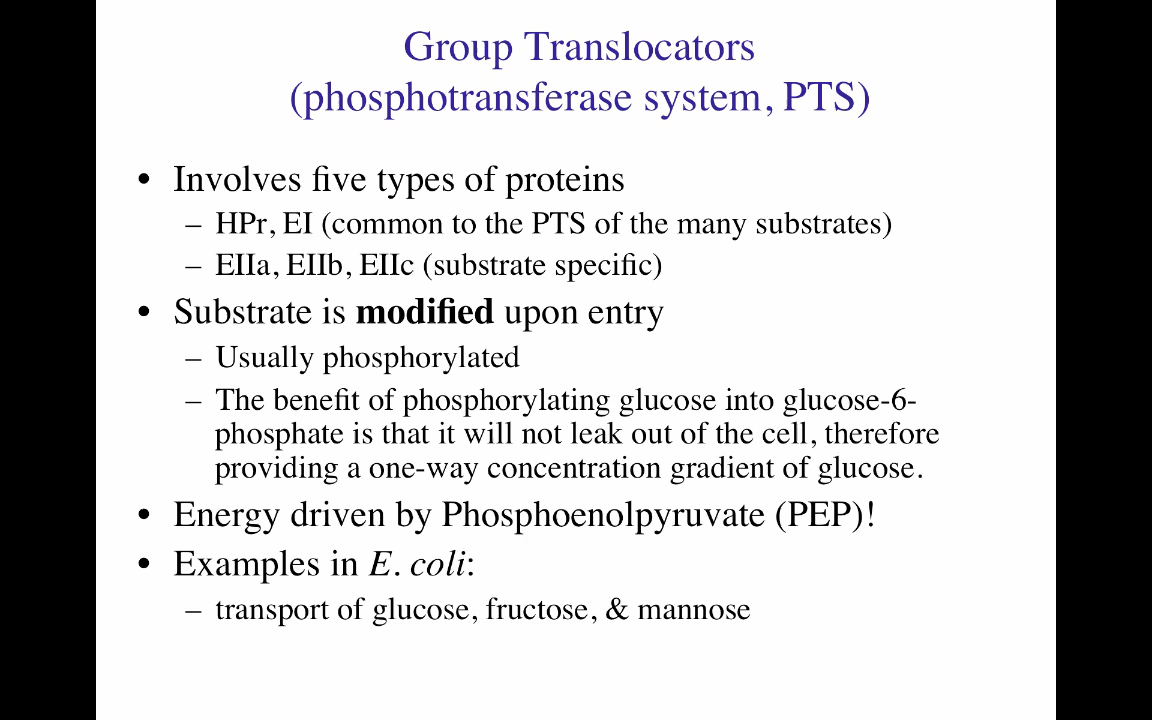 Group Translocators
(phosphotransferase system, PTS)
• Involves five types of proteins
– HPr, EI (common to the PTS of the many substrates)
– EIIa, EIIb, EIIc (substrate specific)
• Substrate is modified upon entry
– Usually phosphorylated
– The benefit of phosphorylating glucose into glucose-6-
phosphate is that it will not leak out of the cell, therefore
providing a one-way concentration gradient of glucose.
• Energy driven by Phosphoenolpyruvate (PEP)!
• Examples in E. coli:
– transport of glucose, fructose, & mannose